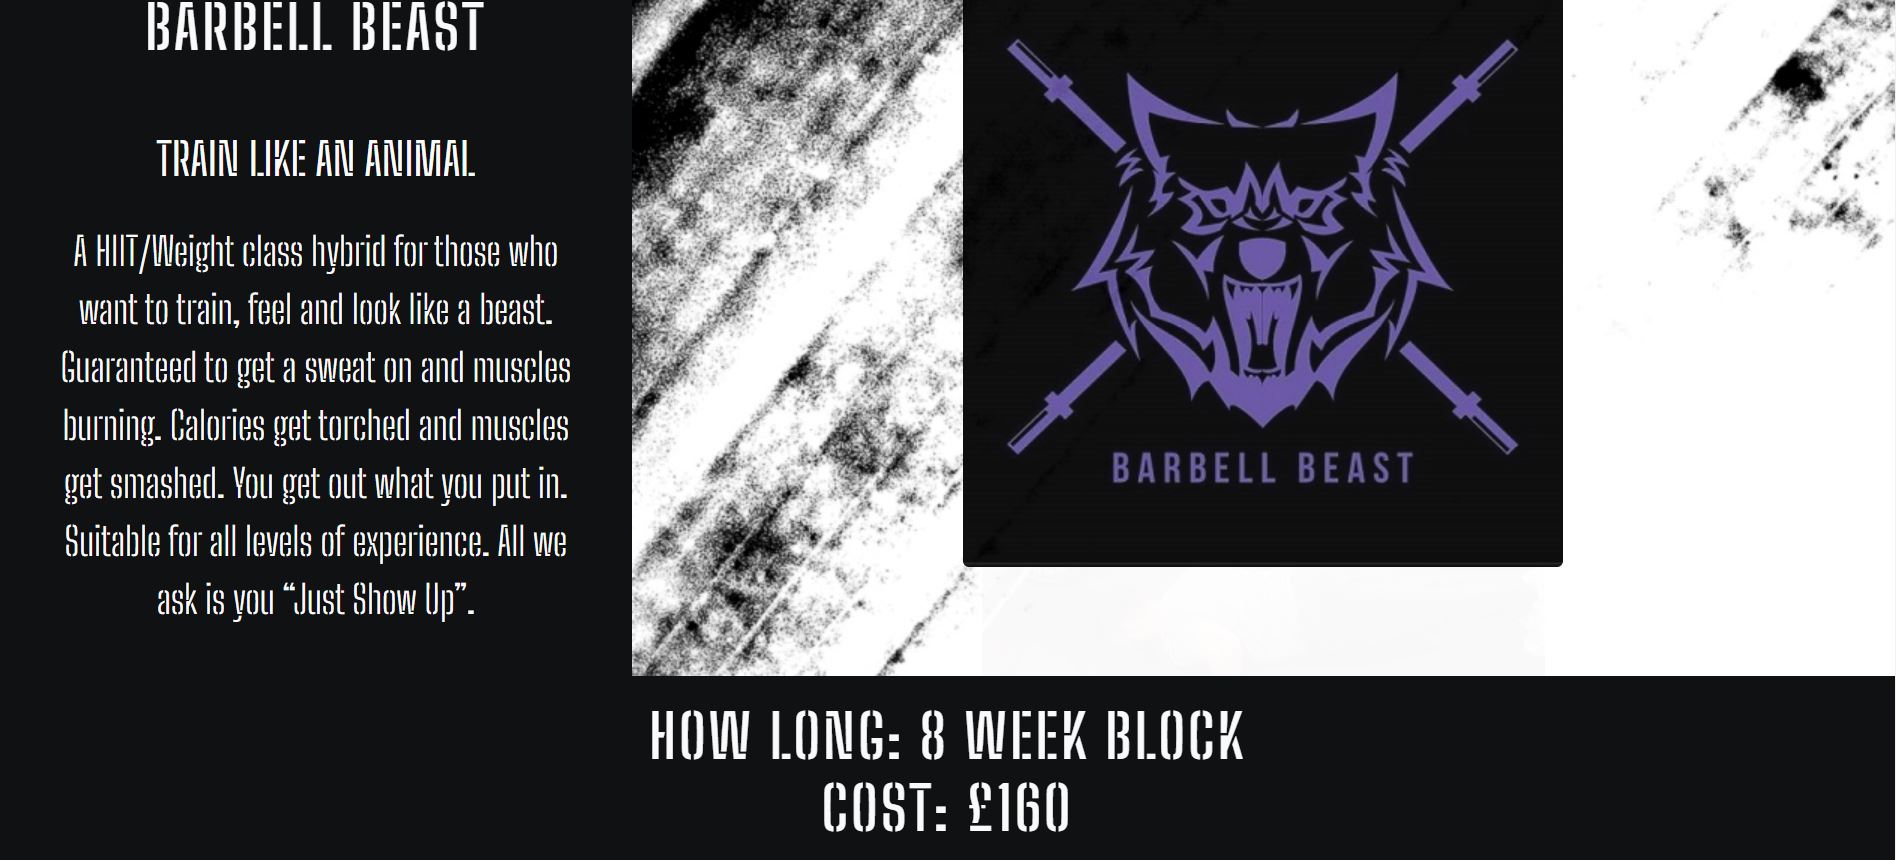 BARBELL BEAST
TRAIN LIKE AN ANIMAL
A HIIT/Weight class hybrid for those who
want to train, feel and look like a beast.
Guaranteed to get a sweat on and muscles
burning. Calories get torched and muscles
get smashed. You get out what you put in.
Suitable for all levels of experience. All we
ask is you “Just Show Up”.
BARBELL BEAST
HOW LONG: 8 WEEK BLOCK
COST: £160